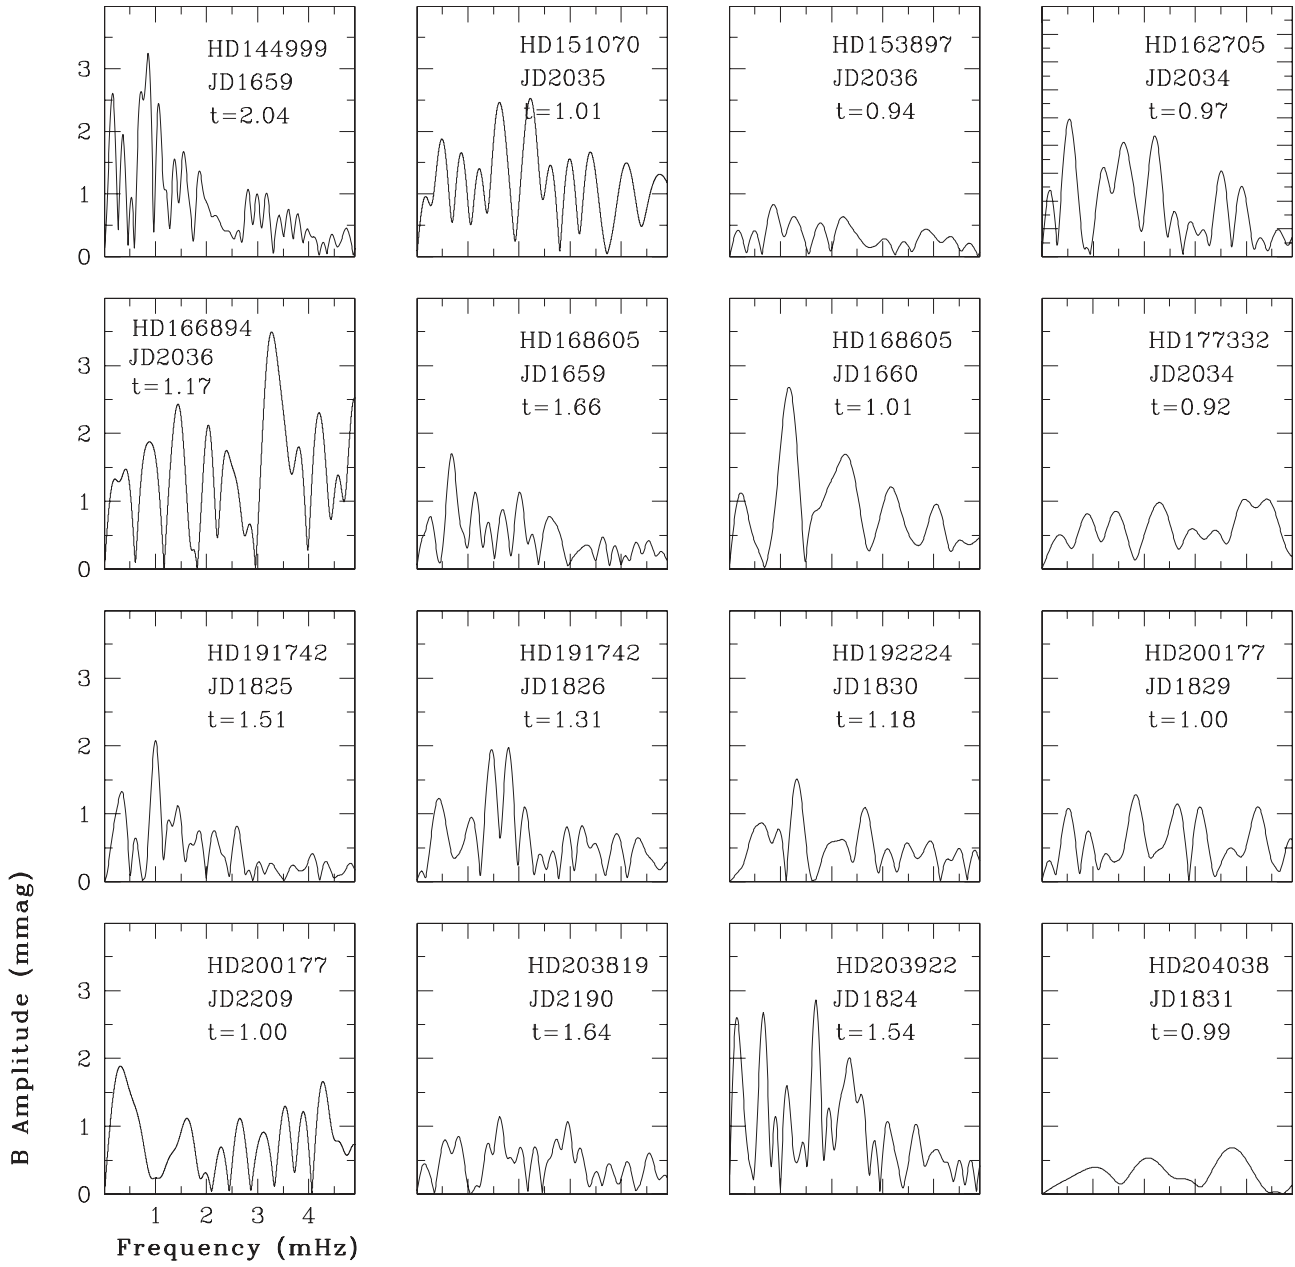 HD144999
JD1659
t=2.04
HD151070
JD2035
t=1.01
HD153897
JD2036
t=0.94
HD162705
JD2034
t=0.97
3
2
1
0
HD166894
JD2036
t=1.17
HD168605
JD1659
t=1.66
HD168605
JD1660
t=1.01
HD177332
JD2034
t=0.92
3
2
1
0
HD191742
JD1825
t=1.51
HD191742
JD1826
t=1.31
HD192224
JD1830
t=1.18
HD200177
JD1829
t=1.00
3
2
1
0
HD200177
JD2209
t=1.00
HD203819
JD2190
t=1.64
HD203922
JD1824
t=1.54
HD204038
JD1831
t=0.99
3
2
1
0
1 2 3 4
Frequency (mHz)
B Amplitude (mmag)